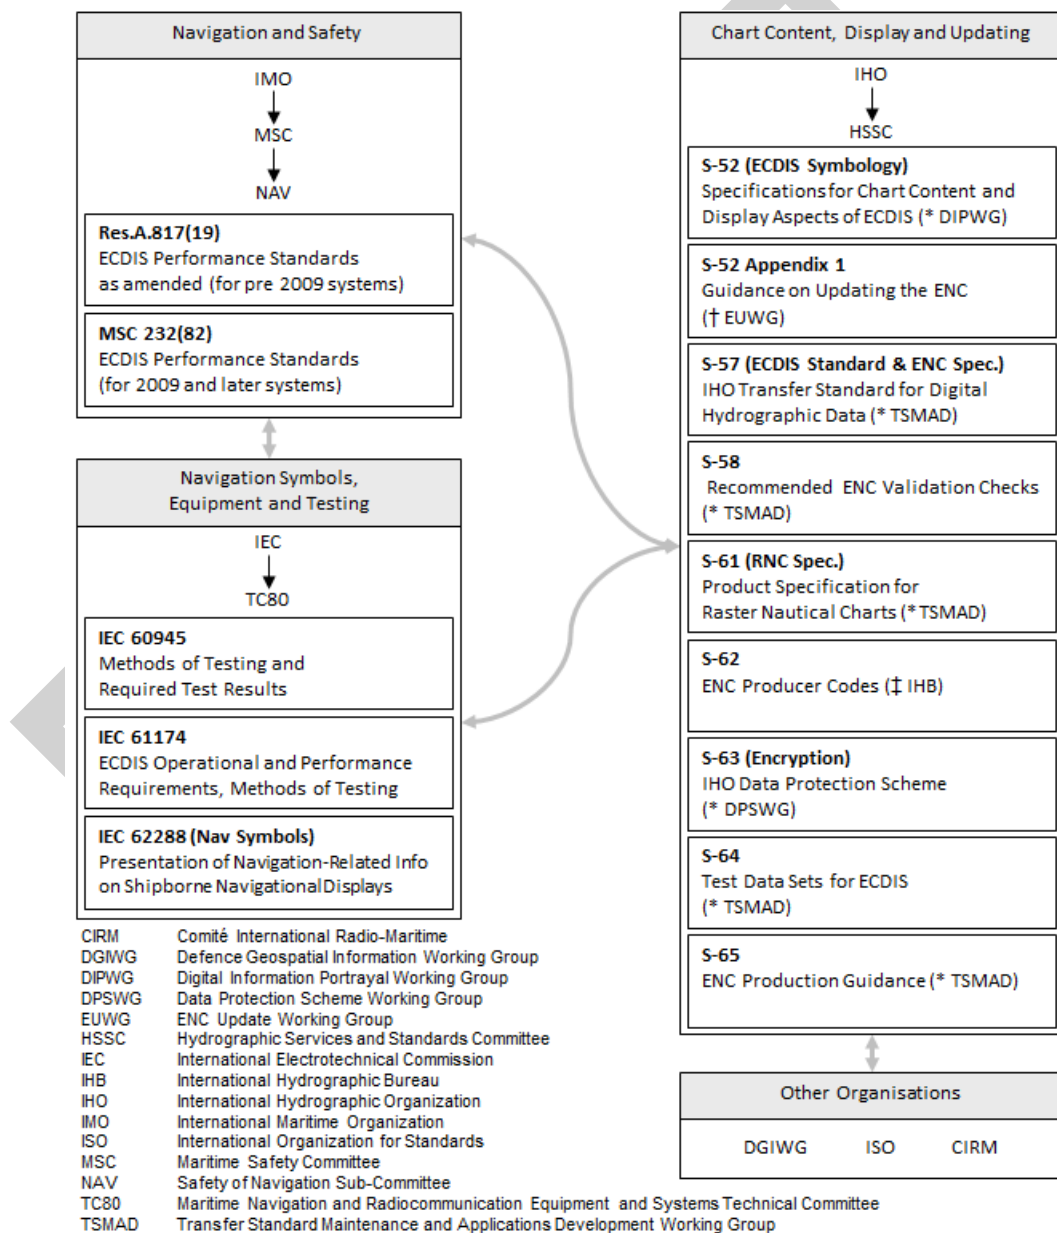 Navigation and Safety
IMO
MSC
NAV
Res.A.817(19)
ECDIS Performance Standards
as amended (for pre 2009 systems)
MSC 232(82)
ECDIS Performance Standards
(for 2009 and later systems)
Navigation Symbols,
Equipment and Testing
IEC
TC80
IEC 60945
Methods of Testing and
Required Test Results
IEC 61174
ECDIS Operational and Performance
Requirements, Methods of Testing
IEC 62288 (Nav Symbols)
Presentation of Navigation-Related Info
on Shipborne Navigational Displays
Chart Content, Display and Updating
IHO
HSSC
S-52 (ECDIS Symbology)
Specifications for Chart Content and
Display Aspects of ECDIS (* DIPWG)
S-52 Appendix 1
Guidance on Updating the ENC
(† EUWG)
S-57 (ECDIS Standard & ENC Spec.)
IHO Transfer Standard for Digital
Hydrographic Data (* TSMAD)
S-58
Recommended ENC Validation Checks
(* TSMAD)
S-61 (RNC Spec.)
Product Specification for
Raster Nautical Charts (* TSMAD)
S-62
ENC Producer Codes (‡ IHB)
S-63 (Encryption)
IHO Data Protection Scheme
(* DPSWG)
S-64
Test Data Sets for ECDIS
(* TSMAD)
S-65
ENC Production Guidance (* TSMAD)
Other Organisations
DGIWG ISO CIRM
CIRM Comité International Radio-Maritime
DGIWG Defence Geospatial Information Working Group
DIPWG Digital Information Portrayal Working Group
DPSWG Data Protection Scheme Working Group
EUWG ENC Update Working Group
HSSC Hydrographic Services and Standards Committee
IEC International Electrotechnical Commission
IHB International Hydrographic Bureau
IHO International Hydrographic Organization
IMO International Maritime Organization
ISO International Organization for Standards
MSC Maritime Safety Committee
NAV Safety of Navigation Sub-Committee
TC80 Maritime Navigation and Radiocommunication Equipment and Systems Technical Committee
TSMAD Transfer Standard Maintenance and Applications Development Working Group